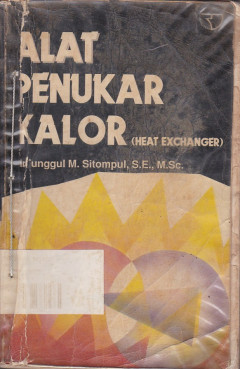 ALAT
PENUKAR
KALOR (HEAT EXCHANGER)
Tunggul M. Sitompul, S.E., M.Sc.